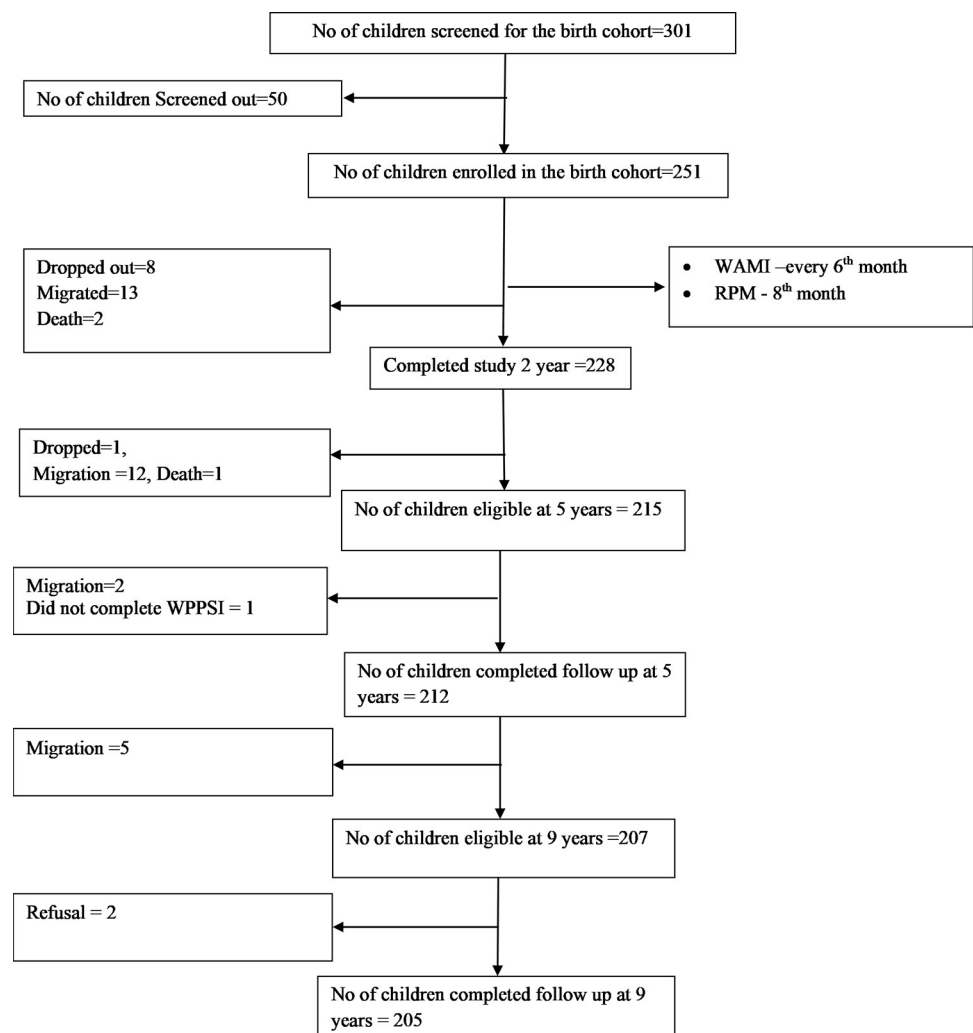 No of children screened for the birth cohort=301
No of children Screened out=50
No of children enrolled in the birth cohort=251
Dropped out=8
Migrated=13
Death=2
• WAMI –every 6th month
• RPM - 8th month
Completed study 2 year =228
Dropped=1,
Migration =12, Death=1
No of children eligible at 5 years = 215
Migration=2
Did not complete WPPSI = 1
No of children completed follow up at 5
years = 212
Migration =5
No of children eligible at 9 years =207
Refusal = 2
No of children completed follow up at 9
years = 205